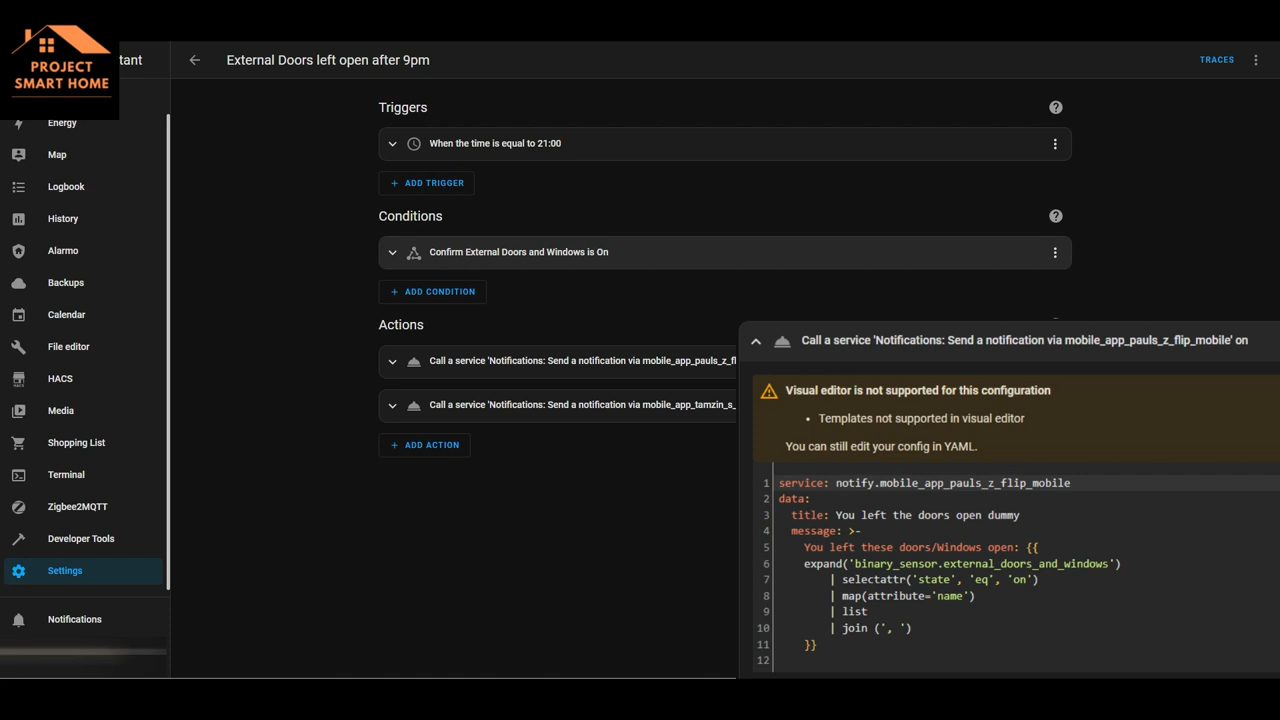 PROJECT
SMART HOME
tant
External Doors left open after 9pm
TRACES
Energy
Map
Logbook
History
Alarmo
Backups
Calendar
File editor
HACS
Media
Shopping List
Terminal
Zigbee2MQTT
Developer Tools
Settings
Notifications
Triggers
When the time is equal to 21:00
+ ADD TRIGGER
Conditions
Confirm External Doors and Windows is On
+ ADD CONDITION
Actions
Call a service 'Notifications: Send a notification via mobile_app_pauls_z_fl
Call a service 'Notifications: Send a notification via mobile_app_tamzin_s_
+ ADD ACTION
Call a service 'Notifications: Send a notification via mobile_app_pauls_z_flip_mobile' on
Visual editor is not supported for this configuration
• Templates not supported in visual editor
You can still edit your config in YAML.
1 service: notify.mobile_app_pauls_z_flip_mobile
2 data:
3 title: You left the doors open dummy
4 message: >-
5 You left these doors/Windows open: {{
6 expand('binary_sensor.external_doors_and_windows')
7 | selectattr('state', 'eq', 'on')
8 | map(attribute='name')
9 | list
10 | join (', ')
11 }}
12